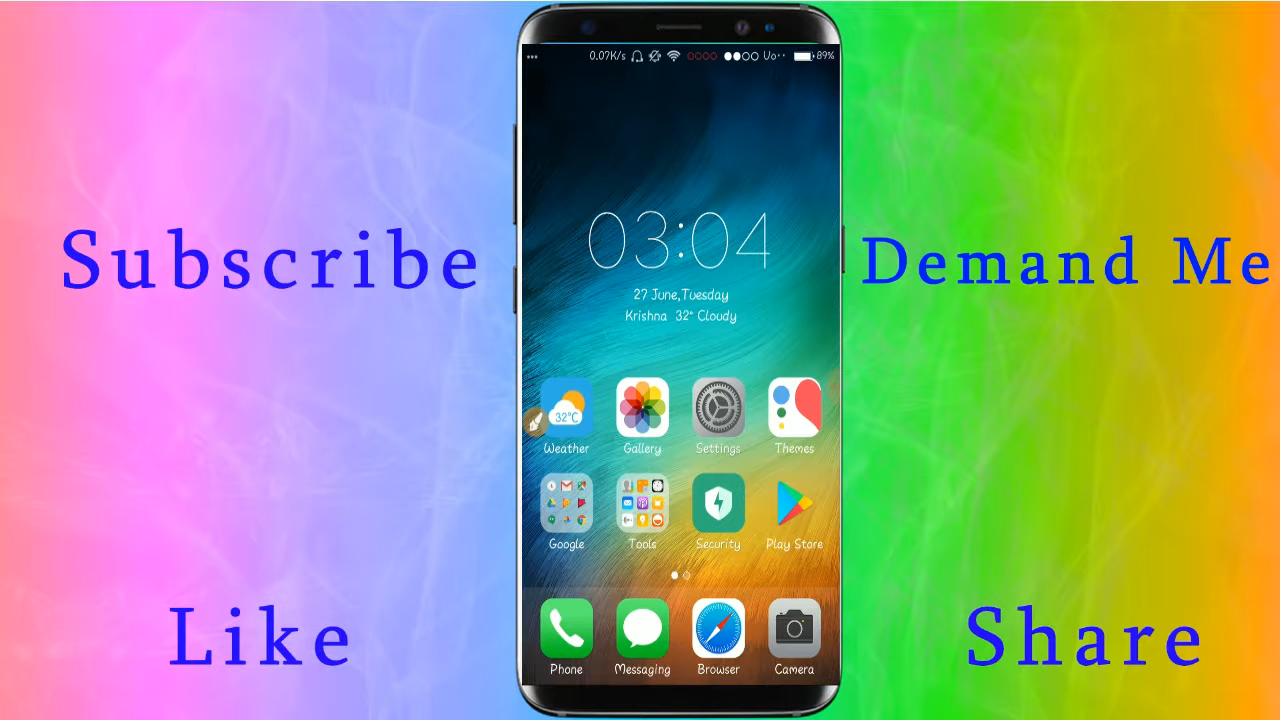 0.07K/s Vo·· 89%
Subscribe
Demand Me
03:04
27 June,Tuesday
Krishna 32° Cloudy
32°C
Weather Gallery Settings Themes
Google Tools Security Play Store
Like
Share
Phone Messaging Browser Camera